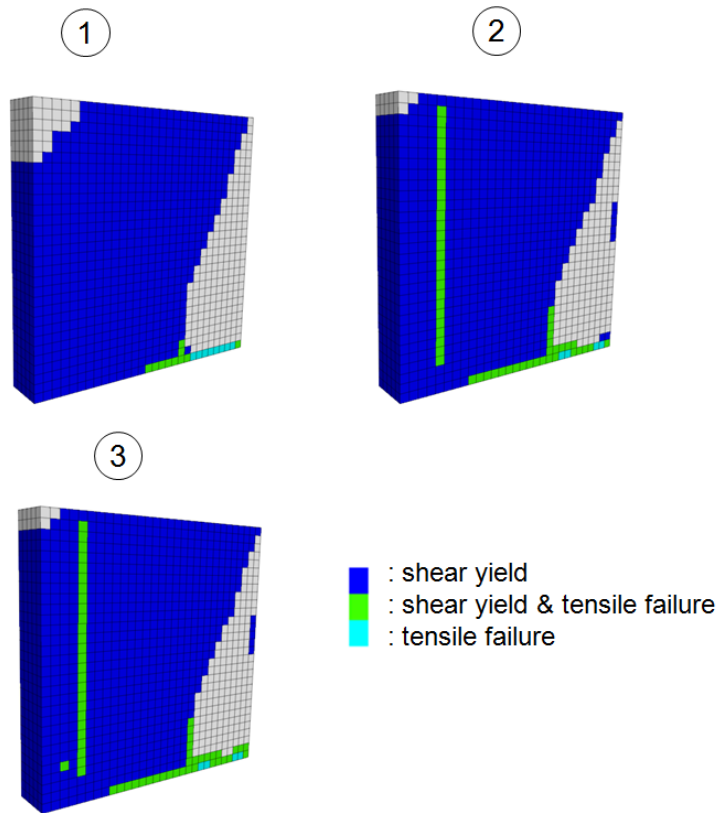 1
2
3
: shear yield
: shear yield & tensile failure
: tensile failure